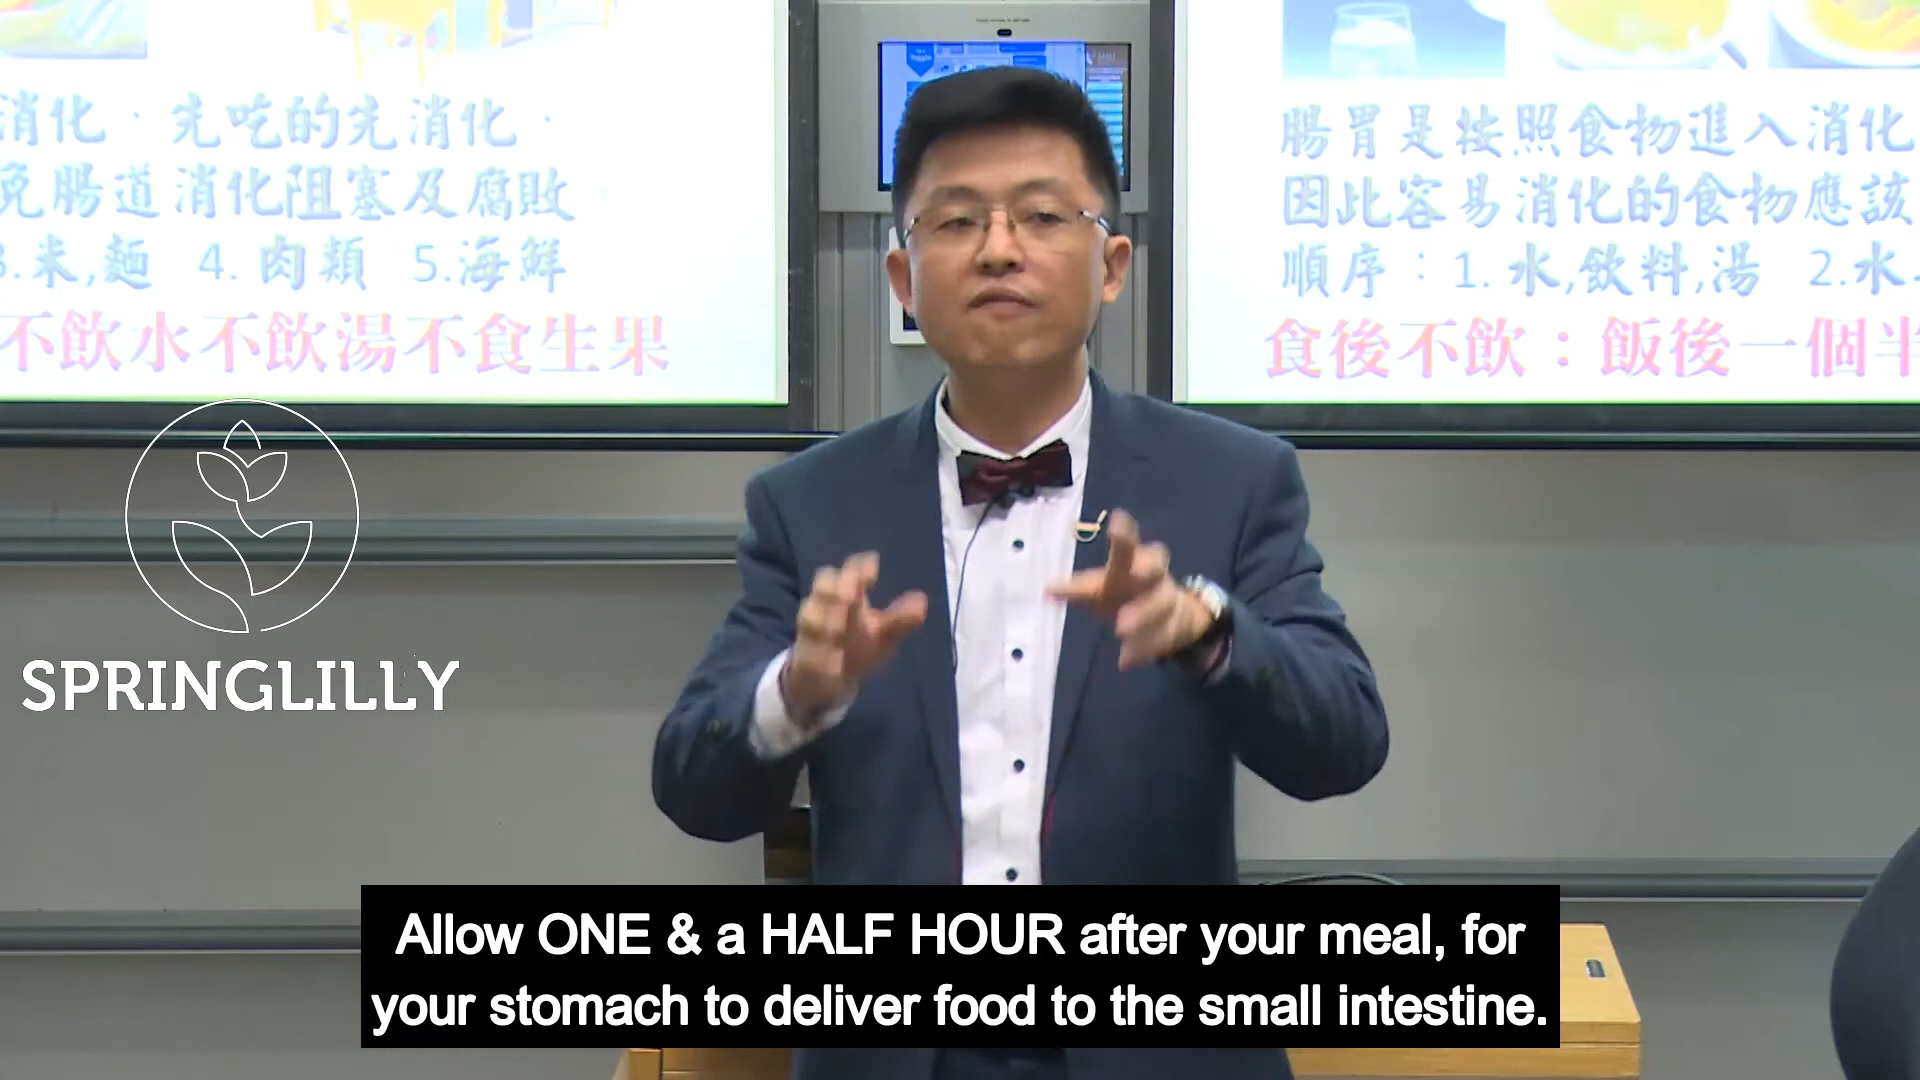 消化，先吃的先消化，
免腸道消化阻塞及腐敗
3.米,麵 4. 肉類 5.海鮮
不飲水不飲湯不食生果
腸胃是按照食物進入消化
因此容易消化的食物應該
順序：1. 水,飲料,湯 2.水
食後不飲：飯後一個半
SPRINGLILLY
Allow ONE & a HALF HOUR after your meal, for
your stomach to deliver food to the small intestine.